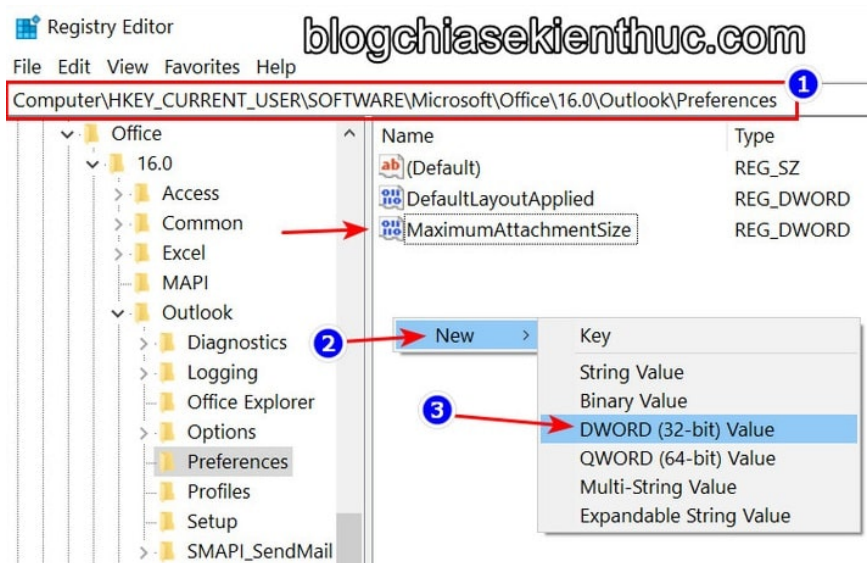 Registry Editor
blogchiasekienthuc.com
File Edit View Favorites Help
1
Computer\HKEY_CURRENT_USER\SOFTWARE\Microsoft\Office\16.0\Outlook\Preferences
Office
16.0
Access
Common
Excel
MAPI
Outlook
Diagnostics
Logging
Office Explorer
Options
Preferences
Profiles
Setup
SMAPI_SendMail
Name Type
ab (Default) REG_SZ
DefaultLayoutApplied REG_DWORD
MaximumAttachmentSize REG_DWORD
2
New
Key
String Value
Binary Value
3
DWORD (32-bit) Value
QWORD (64-bit) Value
Multi-String Value
Expandable String Value